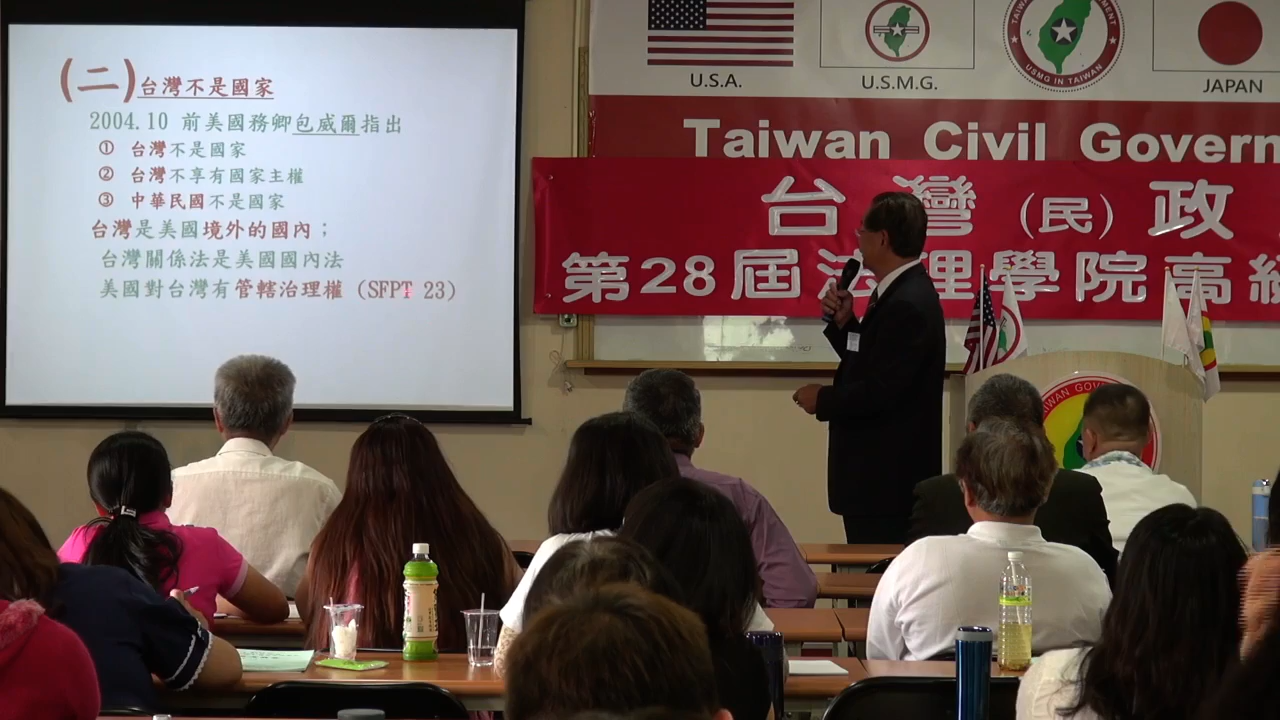 (二)台灣不是國家
2004.10 前美國務卿包威爾指出
① 台灣不是國家
② 台灣不享有國家主權
③ 中華民國不是國家
台灣是美國境外的國內；
台灣關係法是美國國內法
美國對台灣有管轄治理權 (SFPT 23)
U.S.A.
U.S.M.G.
USMG IN TAIWAN
JAPAN
Taiwan Civil Govern
台灣(民)政
第28屆法理學院高
TAIWAN GOVERNMENT